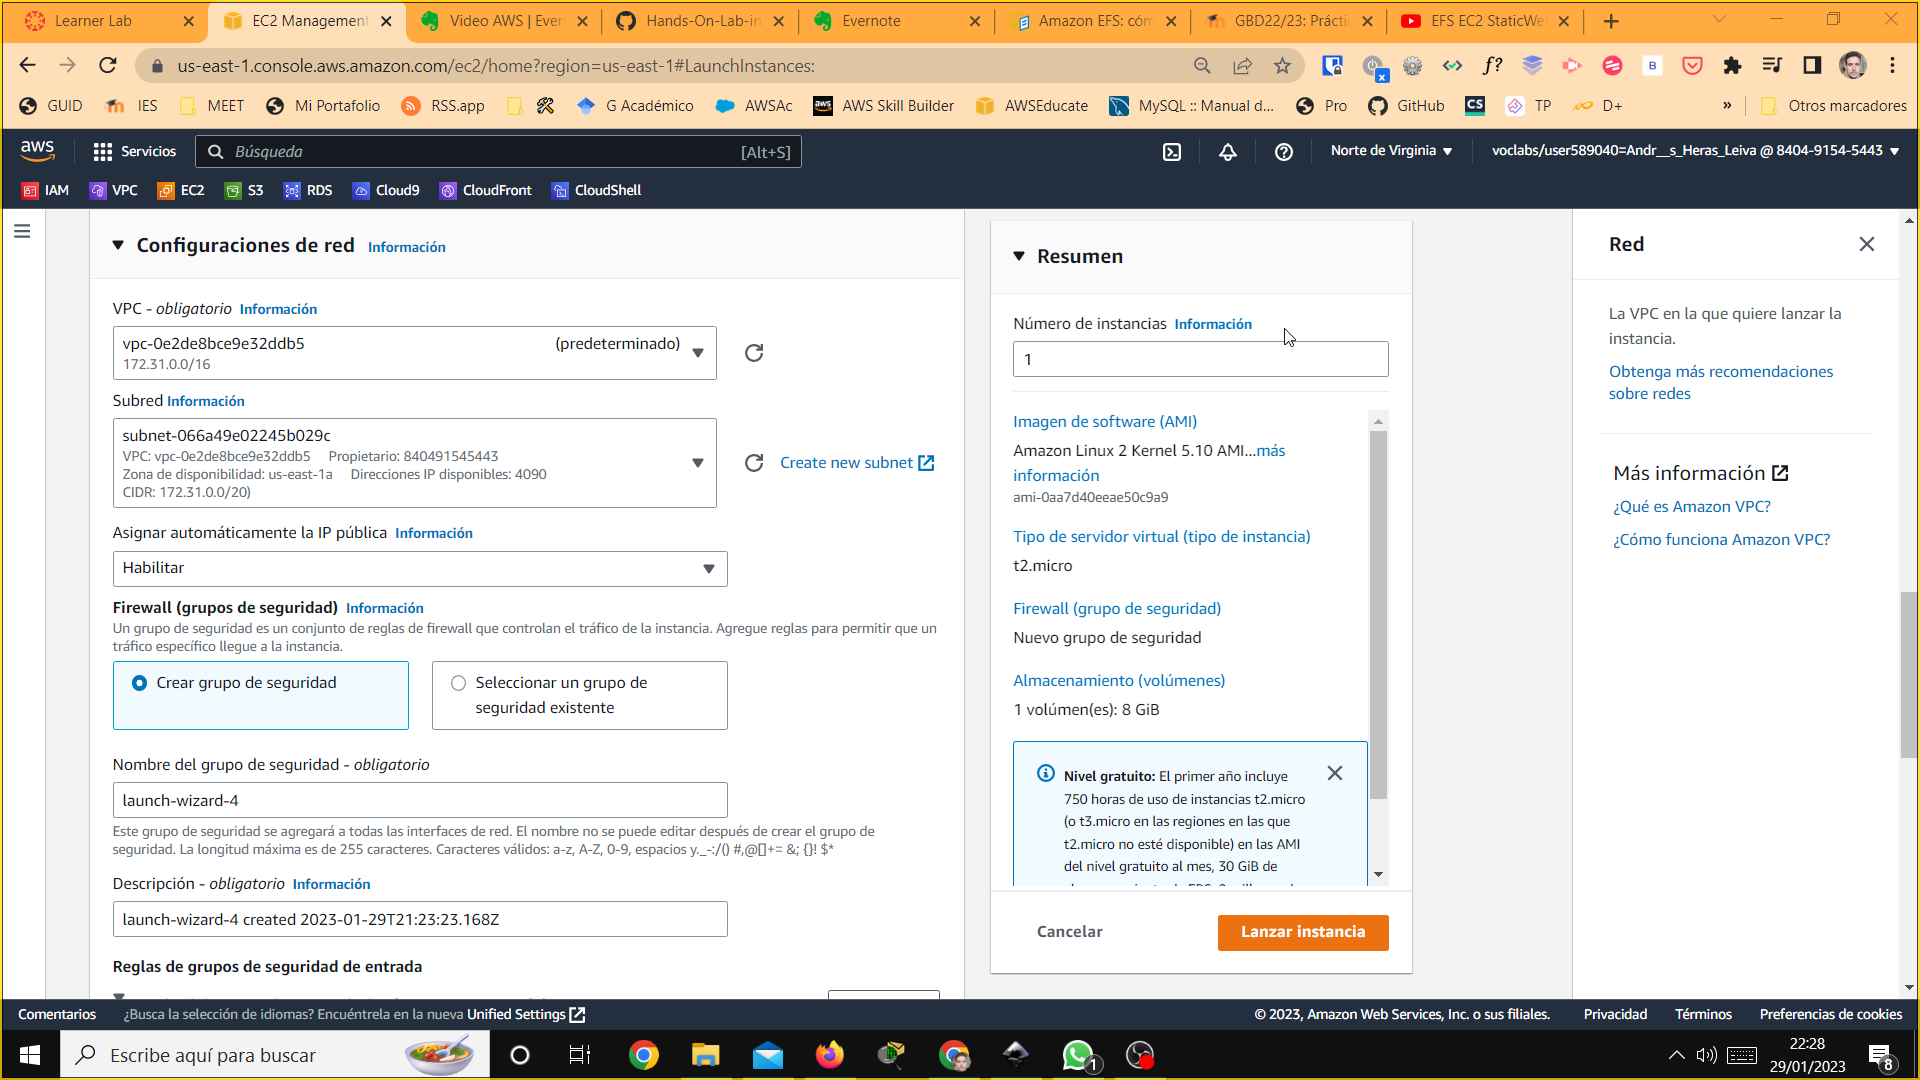 Learner Lab
EC2 Management
Video AWS | Ever
Hands-On-Lab-in
Evernote
Amazon EFS: cóm
GBD22/23: Prácti
EFS EC2 StaticWe
us-east-1.console.aws.amazon.com/ec2/home?region=us-east-1#LaunchInstances:
GUID
IES
MEET
Mi Portafolio
RSS.app
G Académico
AWSAc
AWS Skill Builder
AWSEducate
MySQL :: Manual d...
Pro
GitHub
CS
TP
D+
»
Otros marcadores
aws
Servicios
Búsqueda
[Alt+S]
Norte de Virginia
voclabs/user589040=Andr__s_Heras_Leiva @ 8404-9154-5443
IAM
VPC
EC2
S3
RDS
Cloud9
CloudFront
CloudShell
Configuraciones de red Información
VPC - obligatorio Información
vpc-0e2de8bce9e32ddb5 (predeterminado)
172.31.0.0/16
Subred Información
subnet-066a49e02245b029c
VPC: vpc-0e2de8bce9e32ddb5 Propietario: 840491545443
Zona de disponibilidad: us-east-1a Direcciones IP disponibles: 4090
CIDR: 172.31.0.0/20)
Create new subnet
Asignar automáticamente la IP pública Información
Habilitar
Firewall (grupos de seguridad) Información
Un grupo de seguridad es un conjunto de reglas de firewall que controlan el tráfico de la instancia. Agregue reglas para permitir que un
tráfico específico llegue a la instancia.
Crear grupo de seguridad
Seleccionar un grupo de
seguridad existente
Nombre del grupo de seguridad - obligatorio
launch-wizard-4
Este grupo de seguridad se agregará a todas las interfaces de red. El nombre no se puede editar después de crear el grupo de
seguridad. La longitud máxima es de 255 caracteres. Caracteres válidos: a-z, A-Z, 0-9, espacios y._-:/() #,@[]+= &; {}! $*
Descripción - obligatorio Información
launch-wizard-4 created 2023-01-29T21:23:23.168Z
Reglas de grupos de seguridad de entrada
Resumen
Número de instancias Información
1
Imagen de software (AMI)
Amazon Linux 2 Kernel 5.10 AMI...más
información
ami-0aa7d40eeae50c9a9
Tipo de servidor virtual (tipo de instancia)
t2.micro
Firewall (grupo de seguridad)
Nuevo grupo de seguridad
Almacenamiento (volúmenes)
1 volúmen(es): 8 GiB
Nivel gratuito: El primer año incluye
750 horas de uso de instancias t2.micro
(o t3.micro en las regiones en las que
t2.micro no esté disponible) en las AMI
del nivel gratuito al mes, 30 GiB de
Cancelar
Lanzar instancia
Red
La VPC en la que quiere lanzar la
instancia.
Obtenga más recomendaciones
sobre redes
Más información
¿Qué es Amazon VPC?
¿Cómo funciona Amazon VPC?
Comentarios
¿Busca la selección de idiomas? Encuéntrela en la nueva Unified Settings
© 2023, Amazon Web Services, Inc. o sus filiales.
Privacidad
Términos
Preferencias de cookies
Escribe aquí para buscar
1
22:28
29/01/2023
8